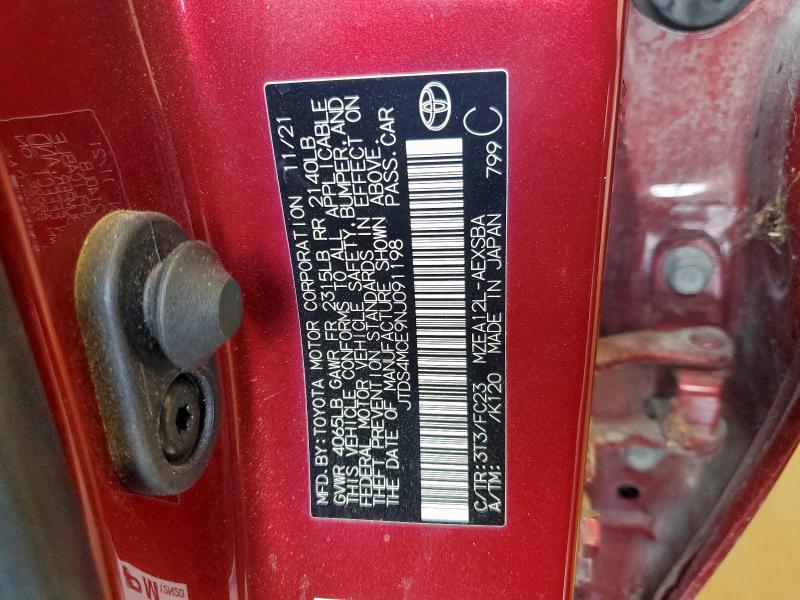 MFD.BY:TOYOTA MOTOR CORPORATION 11/21
GVWR 4065LB GAWR FR 2315LB RR 2140LB
THIS VEHICLE CONFORMS TO ALL APPLICABLE
FEDERAL MOTOR VEHICLE SAFETY, BUMPER, AND
THEFT PREVENTION STANDARDS IN EFFECT ON
THE DATE OF MANUFACTURE SHOWN ABOVE.
JTDS4MCE9NJ091198 PASS.CAR
C/TR:3T3/FC23 MZEA12L-AEXSBA
A/TM: /K120 MADE IN JAPAN 799 C